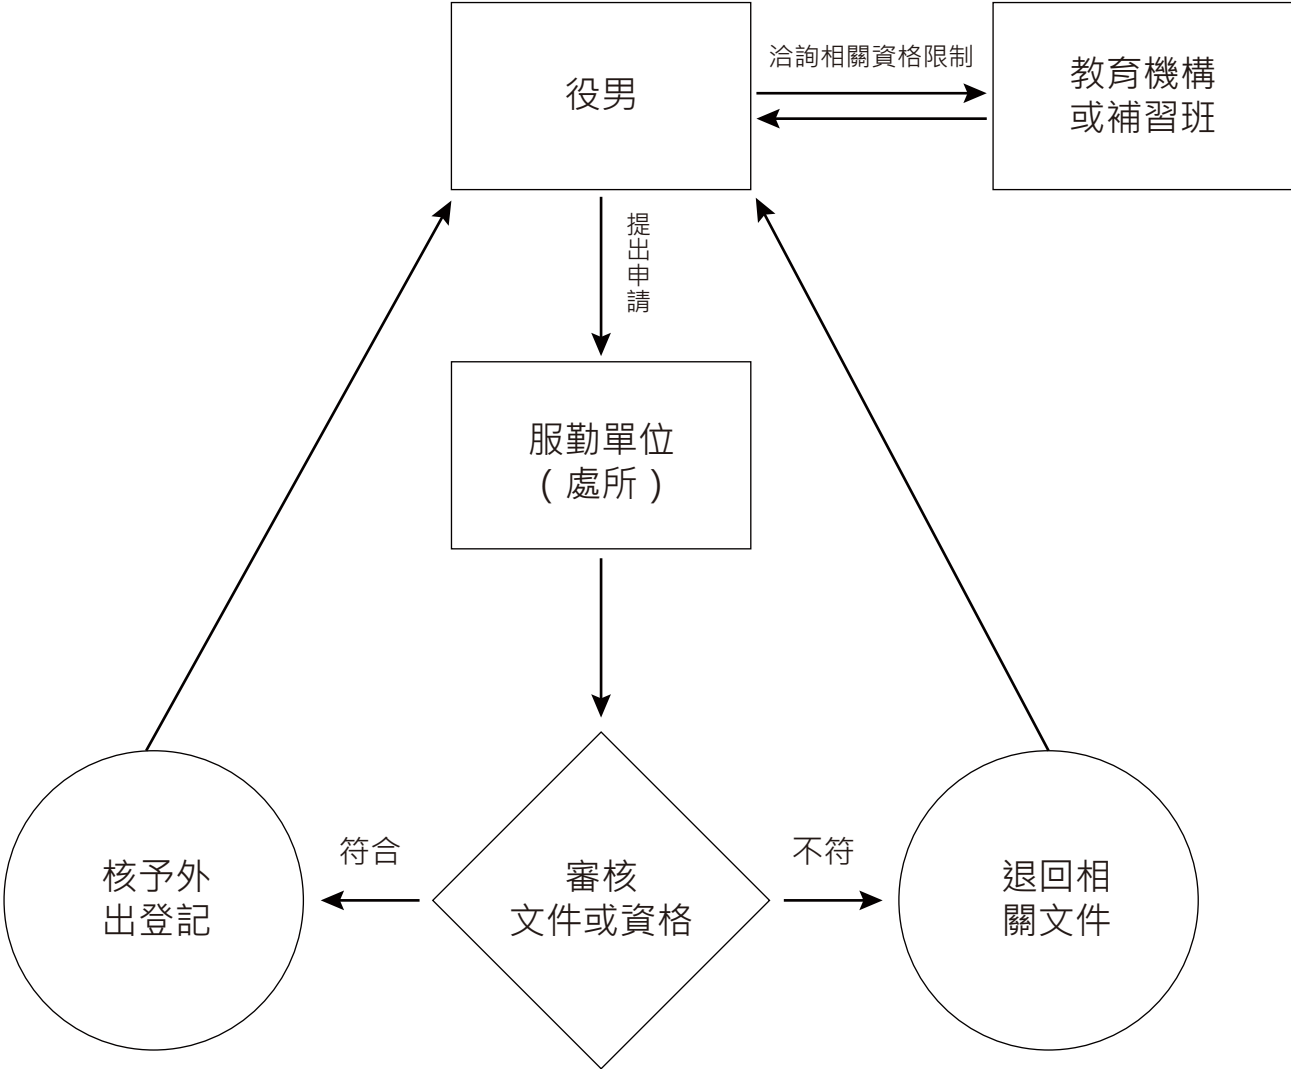 役男
洽詢相關資格限制
教育機構
或補習班
提出申請
服勤單位
（處所）
符合
審核
文件或資格
不符
核予外
出登記
退回相
關文件